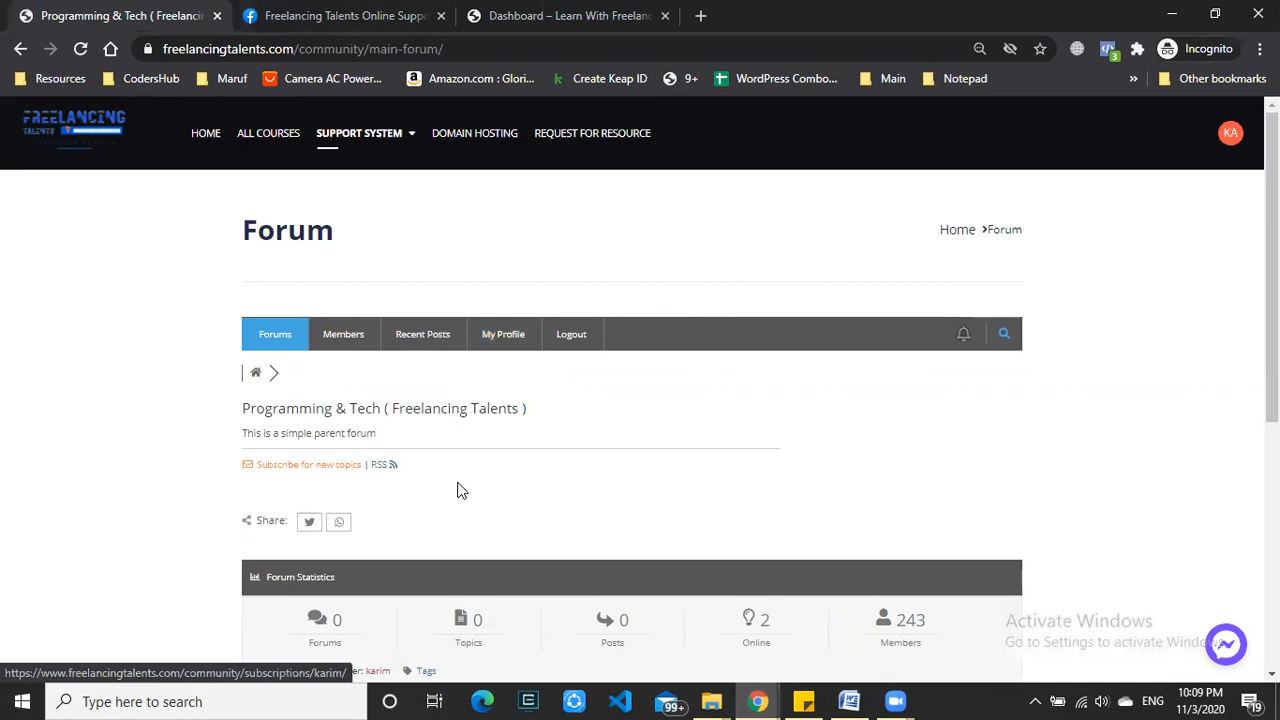 Programming & Tech ( Freelancin
Freelancing Talents Online Suppo
Dashboard – Learn With Freelanc
freelancingtalents.com/community/main-forum/
3
Incognito
Resources
CodersHub
Maruf
Camera AC Power...
Amazon.com : Glori...
Create Keap ID
9+
WordPress Combo...
Main
Notepad
»
Other bookmarks
FREELANCING
TALENTS
HOME
ALL COURSES
SUPPORT SYSTEM
DOMAIN HOSTING
REQUEST FOR RESOURCE
KA
Forum
Home
Forum
Forums
Members
Recent Posts
My Profile
Logout
Programming & Tech ( Freelancing Talents )
This is a simple parent forum
Subscribe for new topics | RSS
Share:
Forum Statistics
0
0
0
2
243
Forums
Topics
Posts
Online
Members
Activate Windows
Go to Settings to activate Windows.
er: karim
Tags
https://www.freelancingtalents.com/community/subscriptions/karim/
Type here to search
99+
ENG
10:09 PM
11/3/2020
19